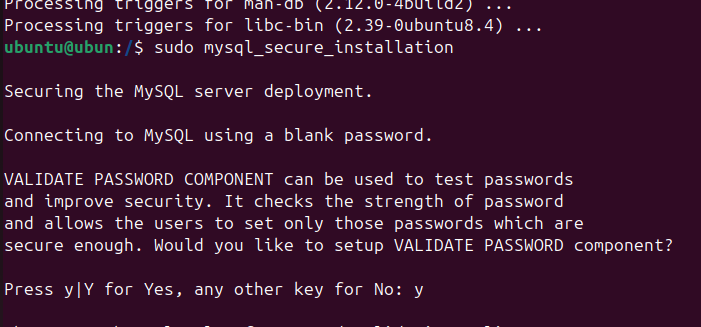 Processing triggers for man-db (2.12.0-4build2) ...
Processing triggers for libc-bin (2.39-0ubuntu8.4) ...
ubuntu@ubun:/$ sudo mysql_secure_installation
Securing the MySQL server deployment.
Connecting to MySQL using a blank password.
VALIDATE PASSWORD COMPONENT can be used to test passwords
and improve security. It checks the strength of password
and allows the users to set only those passwords which are
secure enough. Would you like to setup VALIDATE PASSWORD component?
Press y|Y for Yes, any other key for No: y